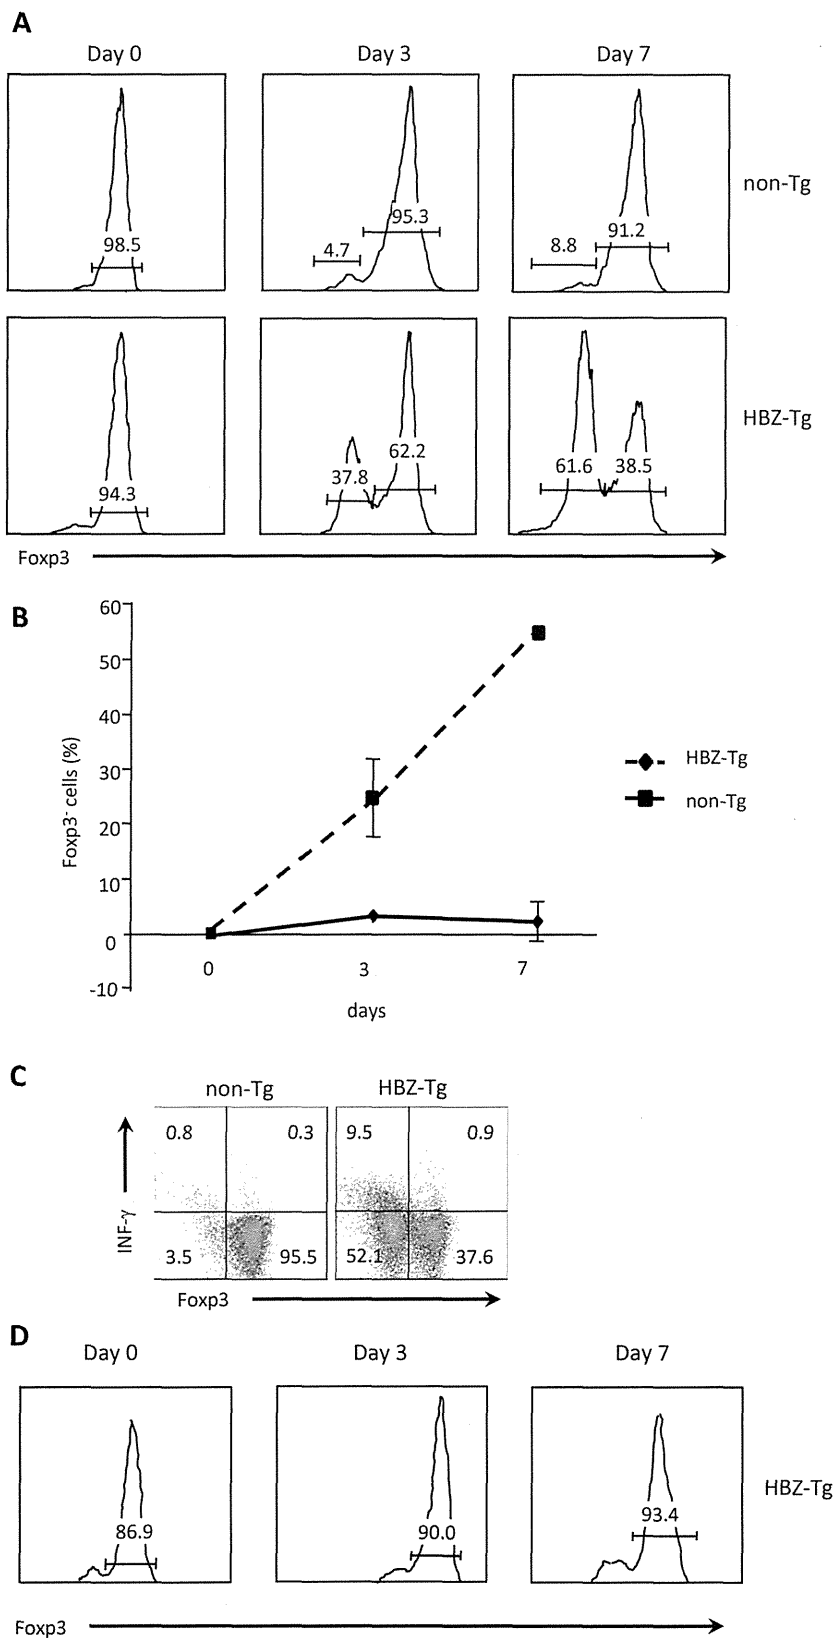 A
Day 0 Day 3 Day 7
98.5 4.7 95.3 8.8 91.2 non-Tg
94.3 37.8 62.2 61.6 38.5 HBZ-Tg
Foxp3
B
60
50
40
30
20
10
0
-10
Foxp3- cells (%)
0 3 7
days
HBZ-Tg
non-Tg
C
non-Tg HBZ-Tg
0.8 0.3 9.5 0.9
INF-γ
3.5 95.5 52.1 37.6
Foxp3
D
Day 0 Day 3 Day 7
86.9 90.0 93.4 HBZ-Tg
Foxp3